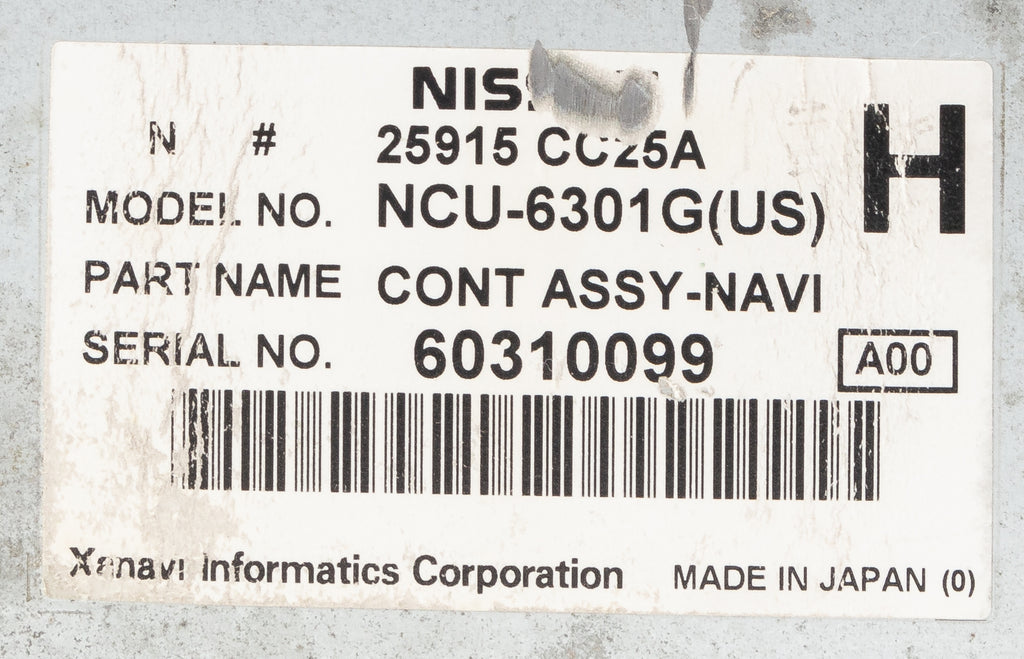 N # 25915 CC25A
H
MODEL NO. NCU-6301G(US)
PART NAME CONT ASSY-NAVI
SERIAL NO. 60310099
A00
Xanavi Informatics Corporation MADE IN JAPAN (0)